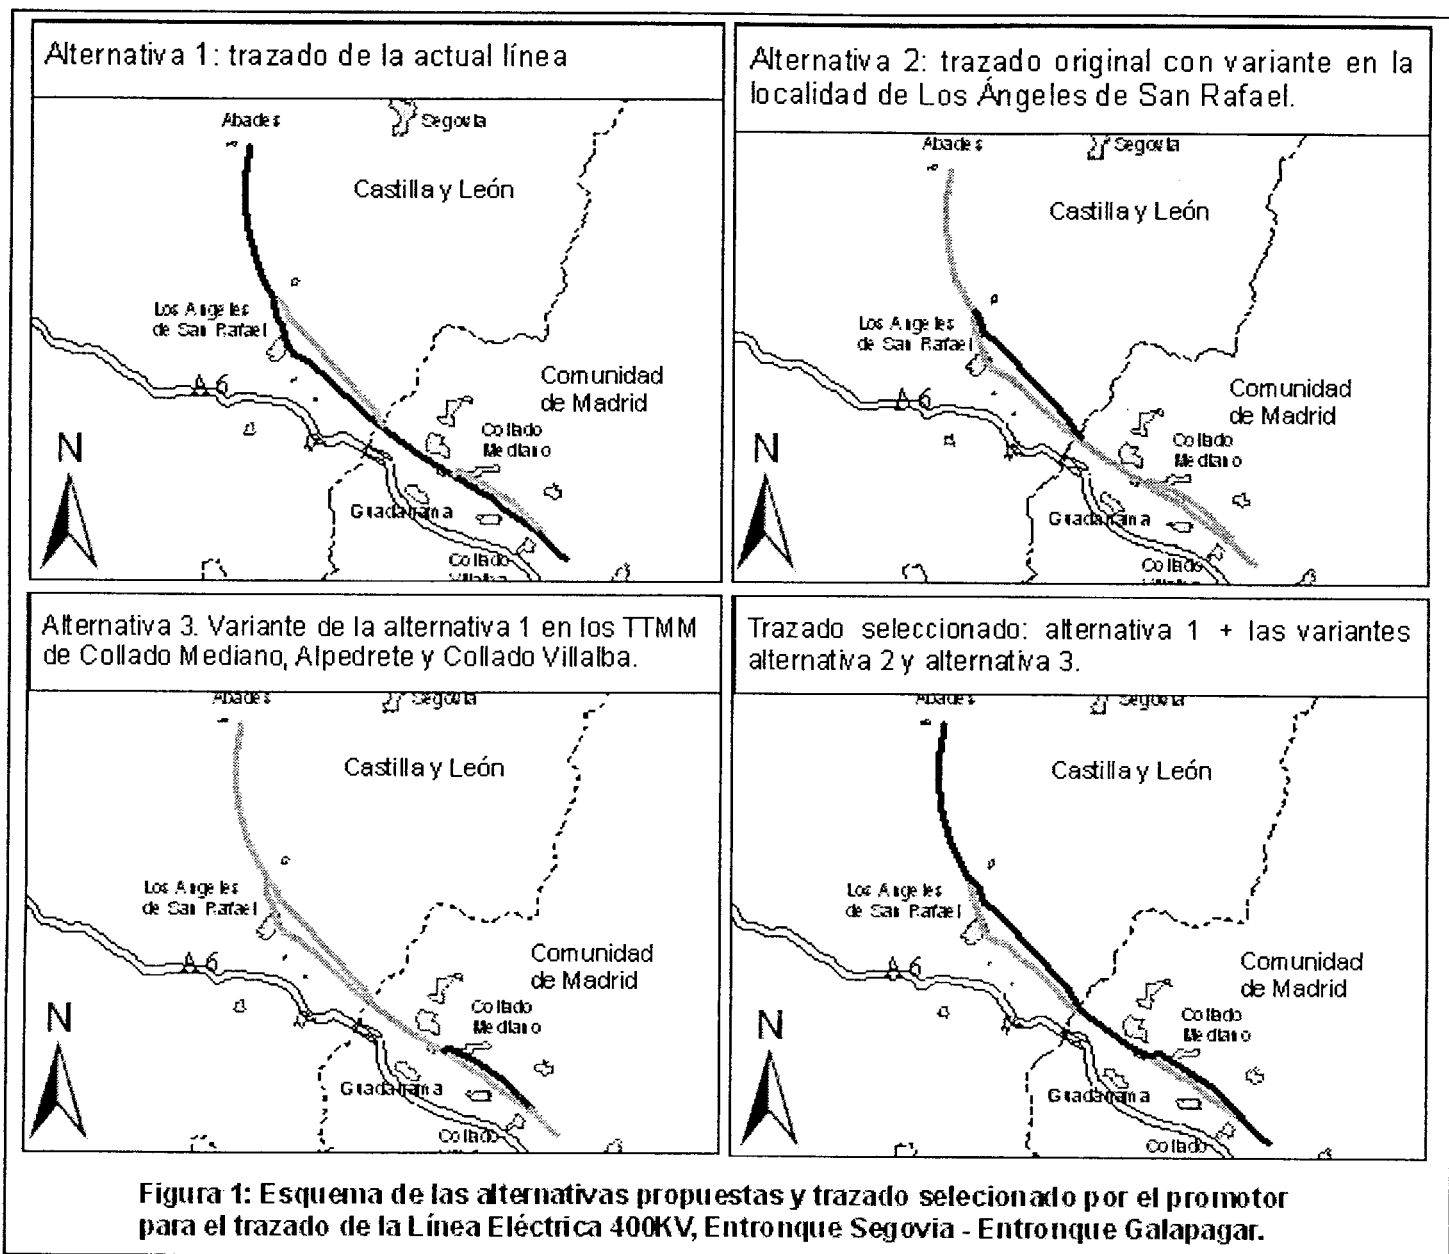 Alternativa 1: trazado de la actual línea
Abades
Segovia
Castilla y León
Los Angeles
de San Rafael
A 6
Comunidad
de Madrid
N
Collado
Mediano
Guadarrama
Collado
Villalba
Alternativa 2: trazado original con variante en la
localidad de Los Ángeles de San Rafael.
Abades
Segovia
Castilla y León
Los Angeles
de San Rafael
A 6
Comunidad
de Madrid
N
Collado
Mediano
Guadarrama
Collado
Villalba
Alternativa 3. Variante de la alternativa 1 en los TTMM
de Collado Mediano, Alpedrete y Collado Villalba.
Abades
Segovia
Castilla y León
Los Angeles
de San Rafael
A 6
Comunidad
de Madrid
N
Collado
Mediano
Guadarrama
Collado
Trazado seleccionado: alternativa 1 + las variantes
alternativa 2 y alternativa 3.
Abades
Segovia
Castilla y León
Los Angeles
de San Rafael
A 6
Comunidad
de Madrid
N
Collado
Mediano
Guadarrama
Collado
Figura 1: Esquema de las alternativas propuestas y trazado selecionado por el promotor
para el trazado de la Línea Eléctrica 400KV, Entronque Segovia - Entronque Galapagar.